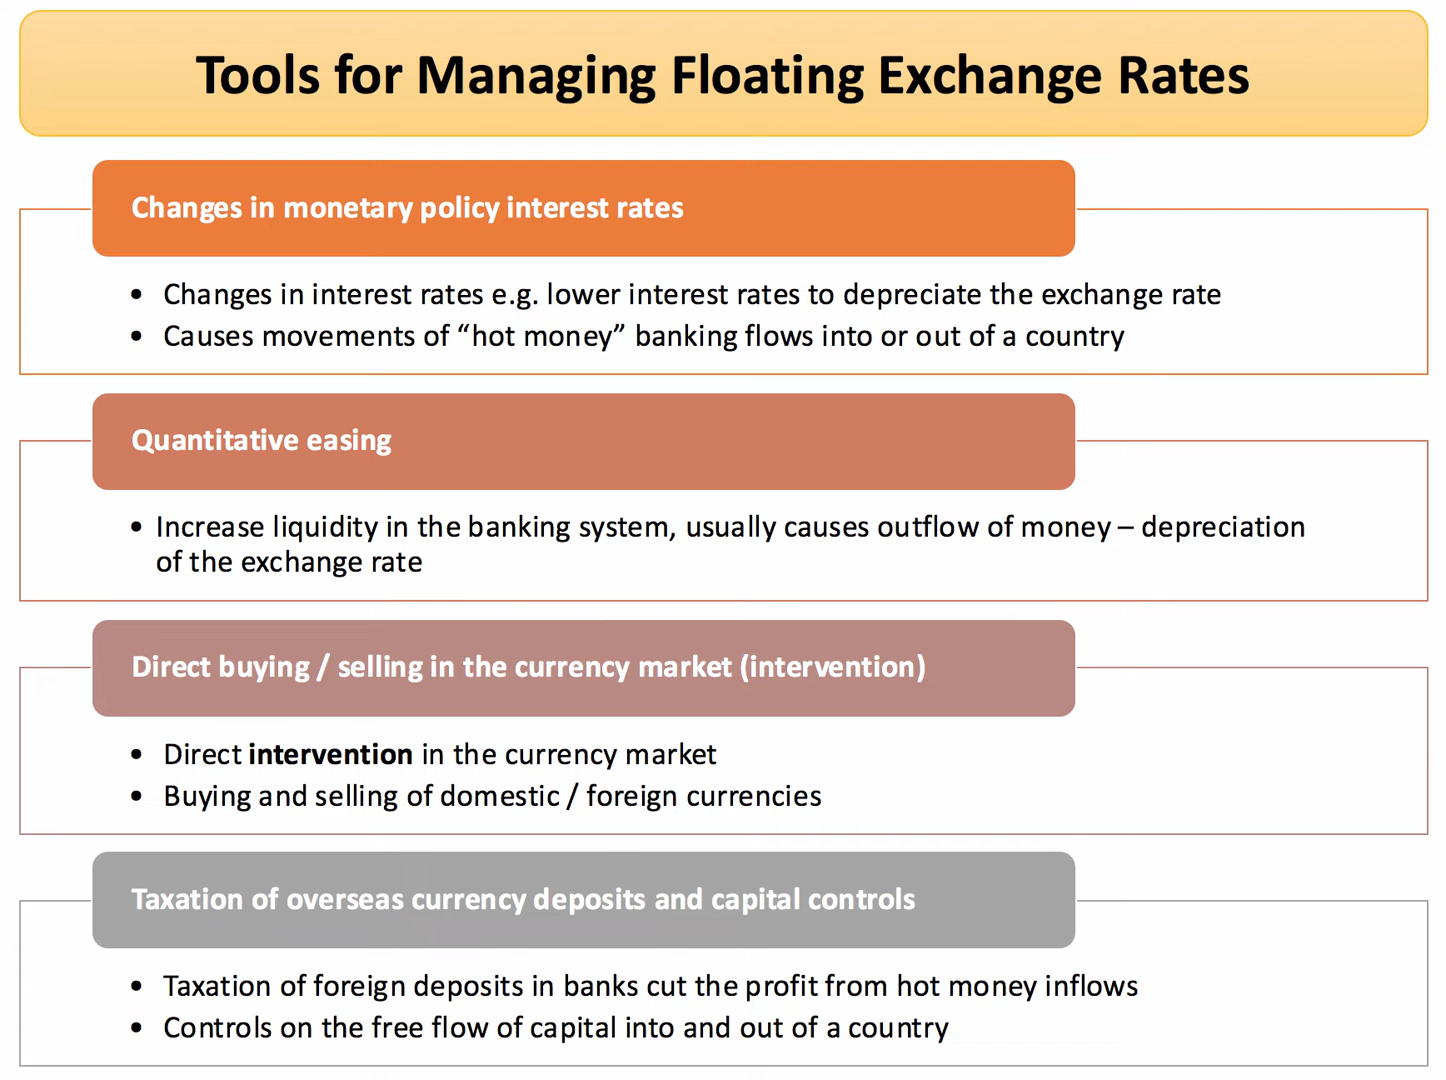 Tools for Managing Floating Exchange Rates
Changes in monetary policy interest rates
• Changes in interest rates e.g. lower interest rates to depreciate the exchange rate
• Causes movements of “hot money” banking flows into or out of a country
Quantitative easing
• Increase liquidity in the banking system, usually causes outflow of money – depreciation
of the exchange rate
Direct buying / selling in the currency market (intervention)
• Direct intervention in the currency market
• Buying and selling of domestic / foreign currencies
Taxation of overseas currency deposits and capital controls
• Taxation of foreign deposits in banks cut the profit from hot money inflows
• Controls on the free flow of capital into and out of a country